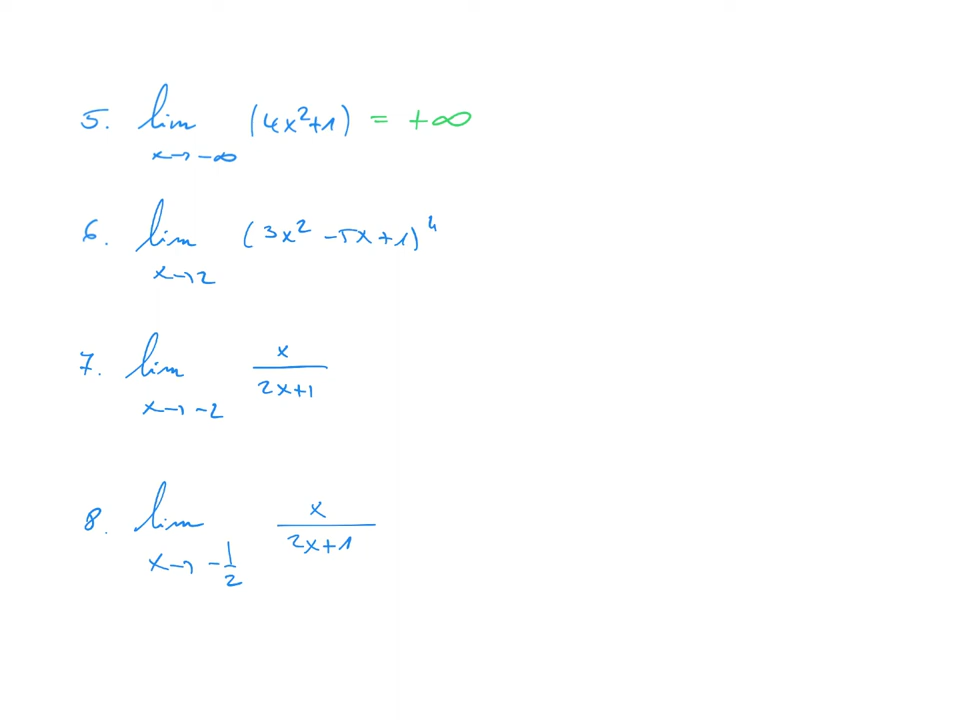 5. lim (4x²+1) = +∞
x→-∞
6. lim (3x² -5x+1)⁴
x→2
7. lim x
2x+1
x→-2
8. lim x
2x+1
x→-1/2